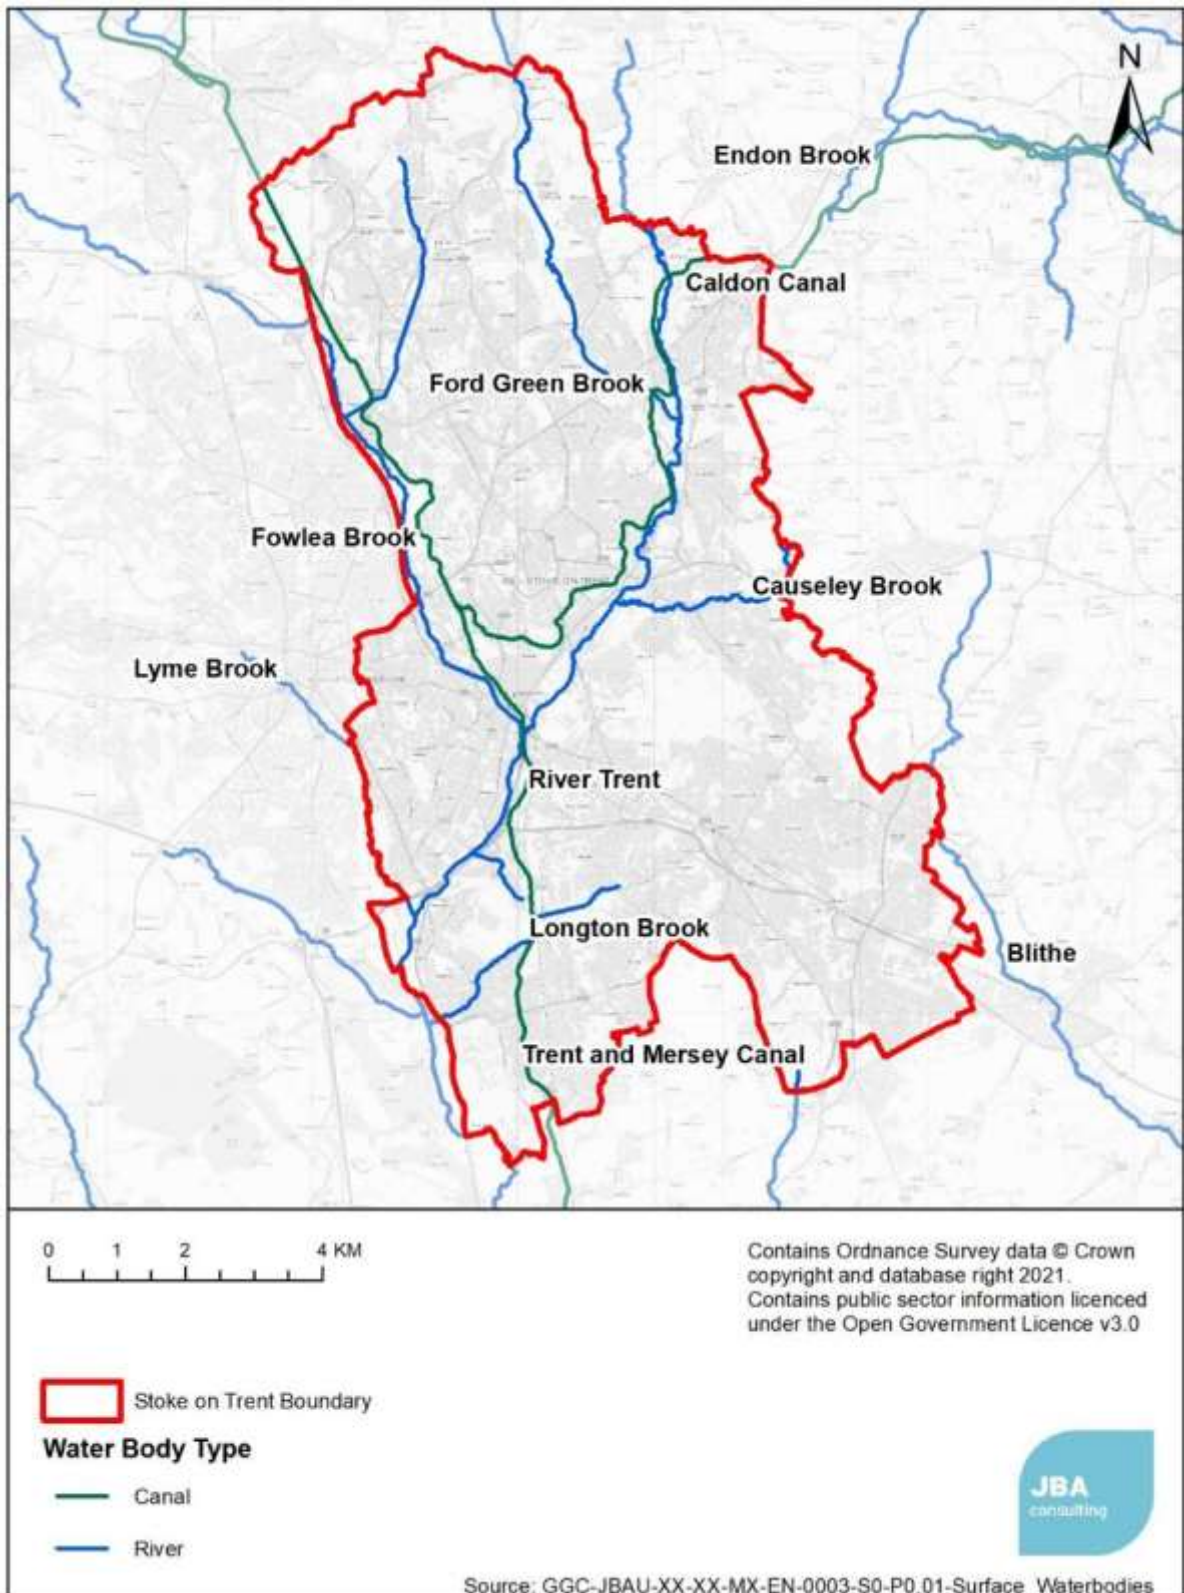 N
Endon Brook
Caldon Canal
Ford Green Brook
Fowlea Brook
Causeley Brook
Lyme Brook
River Trent
Longton Brook
Blithe
Trent and Mersey Canal
0 1 2 4 KM
Contains Ordnance Survey data © Crown
copyright and database right 2021.
Contains public sector information licenced
under the Open Government Licence v3.0
Stoke on Trent Boundary
Water Body Type
Canal
River
JBA
consulting
Source: GGC-JBAU-XX-XX-MX-EN-0003-S0-P0.01-Surface_Waterbodies